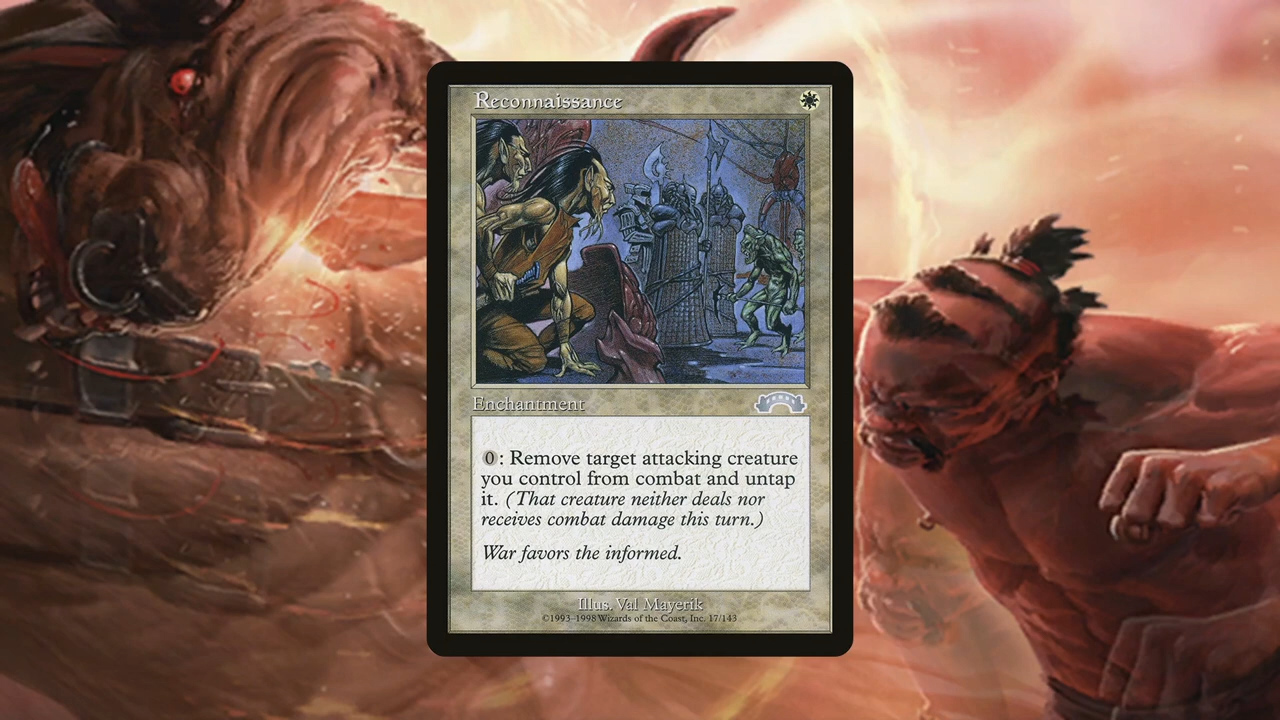 Reconnaissance
Enchantment
0: Remove target attacking creature
you control from combat and untap
it. (That creature neither deals nor
receives combat damage this turn.)
War favors the informed.
Illus. Val Mayerik
©1993–1998 Wizards of the Coast, Inc. 17/143